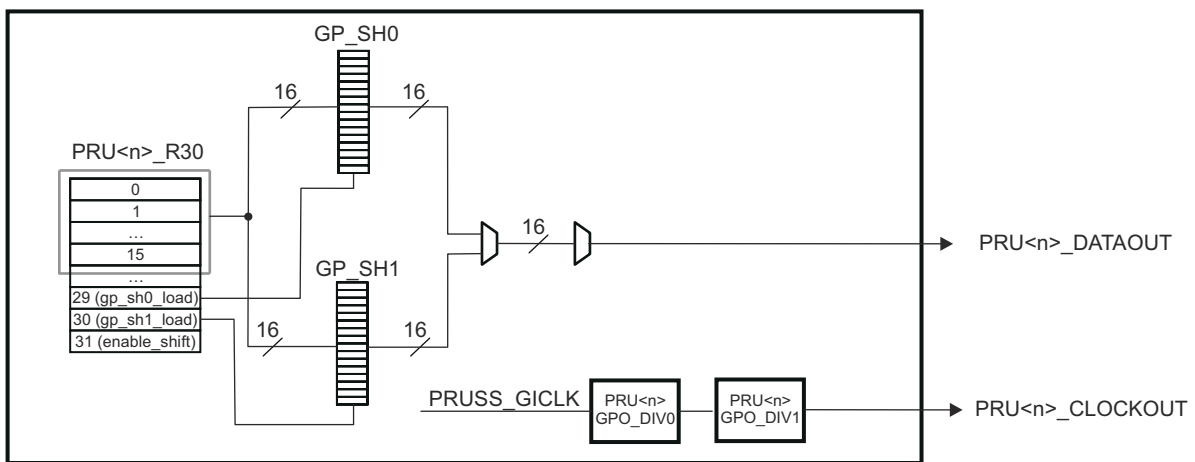 GP_SH0
16
16
PRU<n>_R30
0
1
...
15
...
29 (gp_sh0_load)
30 (gp_sh1_load)
31 (enable_shift)
16
PRU<n>_DATAOUT
GP_SH1
16
16
PRUSS_GICLK
PRU<n>
GPO_DIV0
PRU<n>
GPO_DIV1
PRU<n>_CLOCKOUT